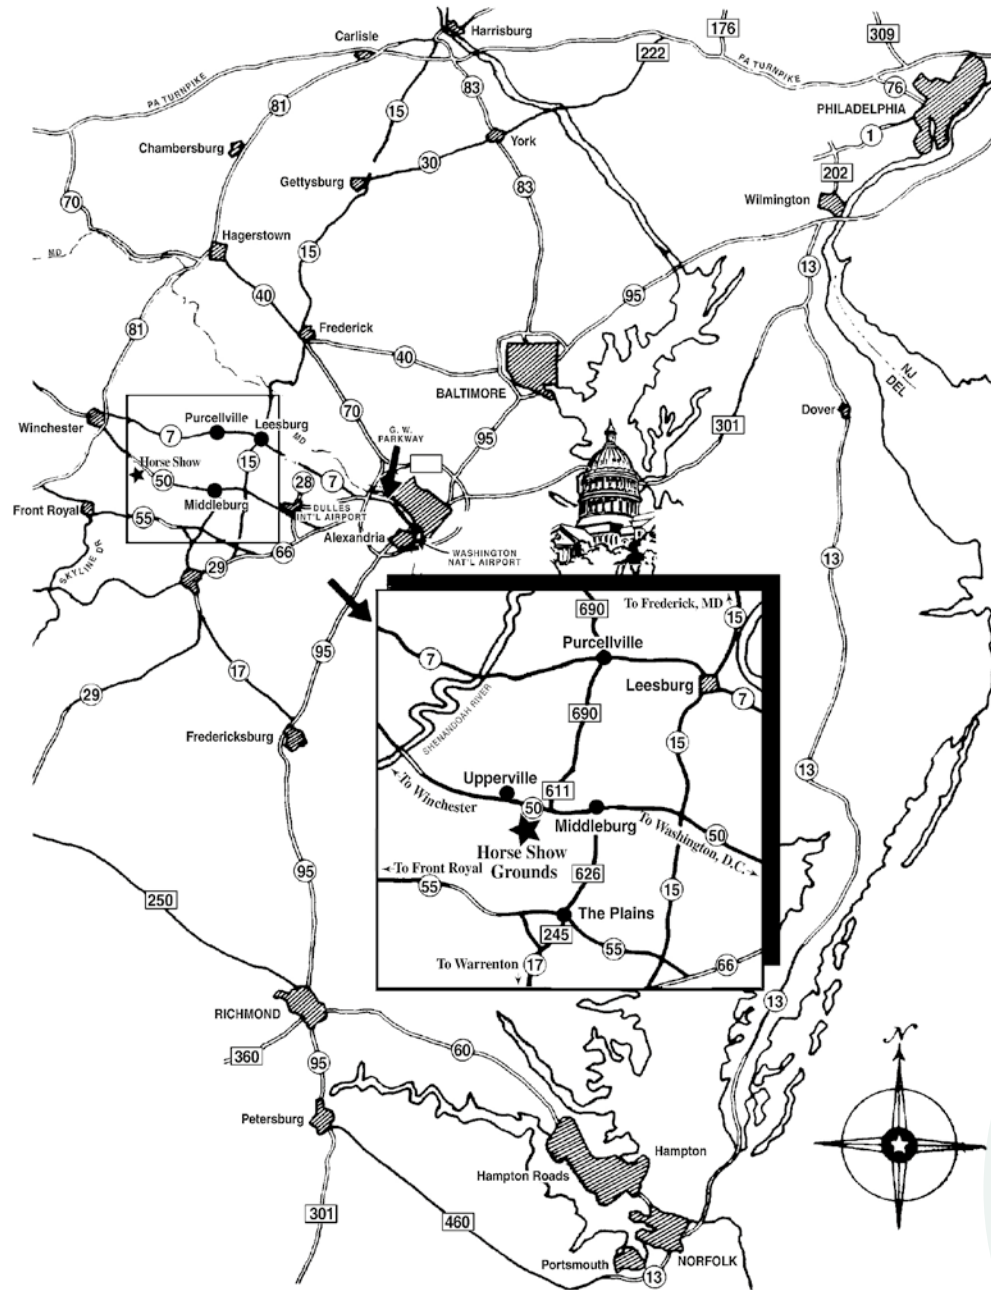 Harrisburg
Carlisle
176
309
222
PA TURNPIKE
PA TURNPIKE
83
76
81
15
PHILADELPHIA
1
Chambersburg
York
30
Gettysburg
83
202
Wilmington
70
Hagerstown
MD
15
13
40
95
81
Frederick
40
BALTIMORE
NJ
DEL
70
Dover
Winchester
Purcellville
Leesburg
7
MD
G. W.
PARKWAY
95
301
Horse Show
15
50
28
7
Middleburg
DULLES
INT'L AIRPORT
Front Royal
55
Alexandria
66
WASHINGTON
NAT'L AIRPORT
SKYLINE DR
29
13
690
To Frederick, MD
15
Purcellville
95
7
17
Leesburg
7
29
SHENANDOAH RIVER
690
15
Fredericksburg
13
Upperville
To Winchester
611
50
Middleburg
To Washington, D.C.
50
Horse Show
Grounds
To Front Royal
55
626
15
95
250
The Plains
245
55
To Warrenton
17
66
13
RICHMOND
360
95
60
Petersburg
Hampton
Hampton Roads
N
301
460
Portsmouth
NORFOLK
13